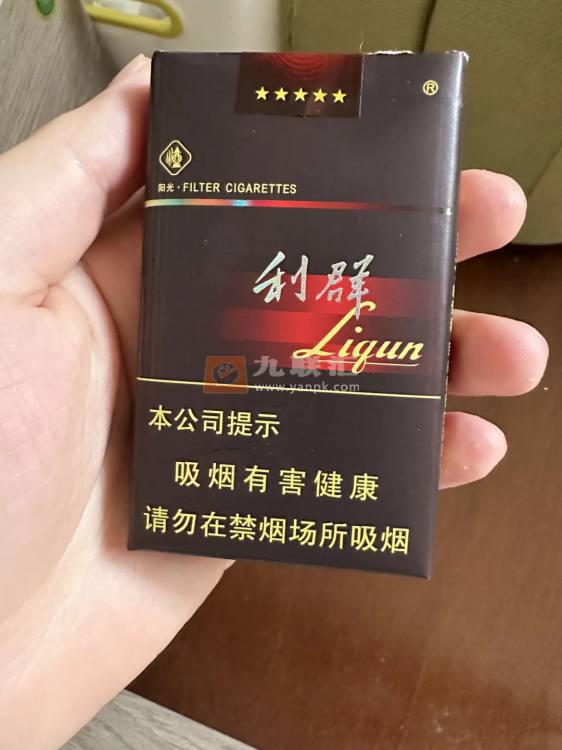 ★★★★★
®
阳光·FILTER CIGARETTES
利群
Liqun
九联汇
www.yanpk.com
本公司提示
吸烟有害健康
请勿在禁烟场所吸烟